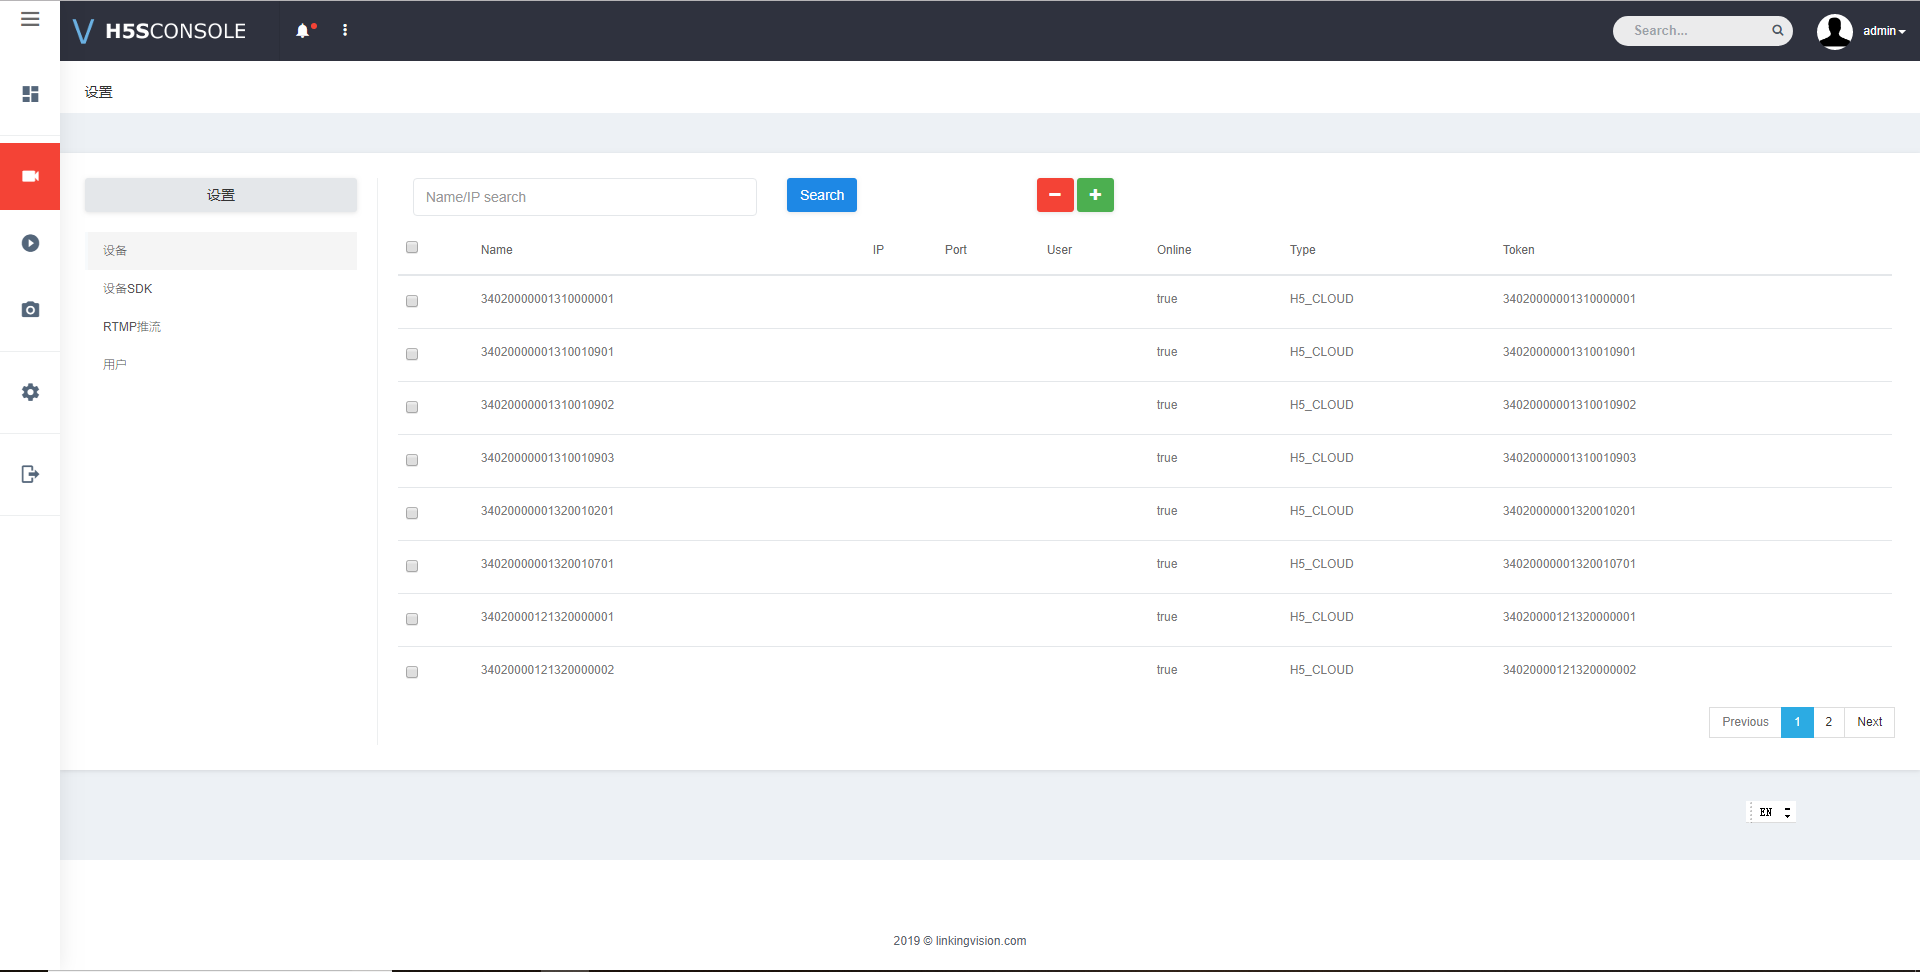 V H5SCONSOLE
Search...
admin
设置
设置
Name/IP search
Search
设备
设备SDK
RTMP推流
用户
Name IP Port User Online Type Token
34020000001310000001 true H5_CLOUD 34020000001310000001
34020000001310010901 true H5_CLOUD 34020000001310010901
34020000001310010902 true H5_CLOUD 34020000001310010902
34020000001310010903 true H5_CLOUD 34020000001310010903
34020000001320010201 true H5_CLOUD 34020000001320010201
34020000001320010701 true H5_CLOUD 34020000001320010701
34020000121320000001 true H5_CLOUD 34020000121320000001
34020000121320000002 true H5_CLOUD 34020000121320000002
Previous 1 2 Next
EN
2019 © linkingvision.com